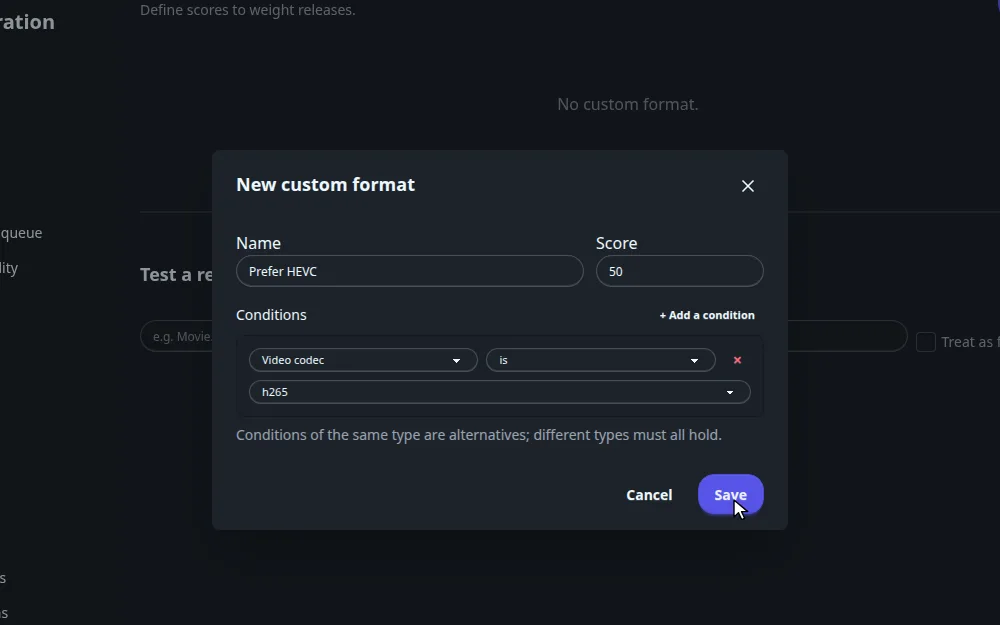 ration
Define scores to weight releases.
No custom format.
New custom format
Name
Score
Prefer HEVC
50
queue
lity
Test a re
Conditions
+ Add a condition
e.g. Movie.
Treat as f
Video codec
is
h265
Conditions of the same type are alternatives; different types must all hold.
Cancel
Save
s
ns